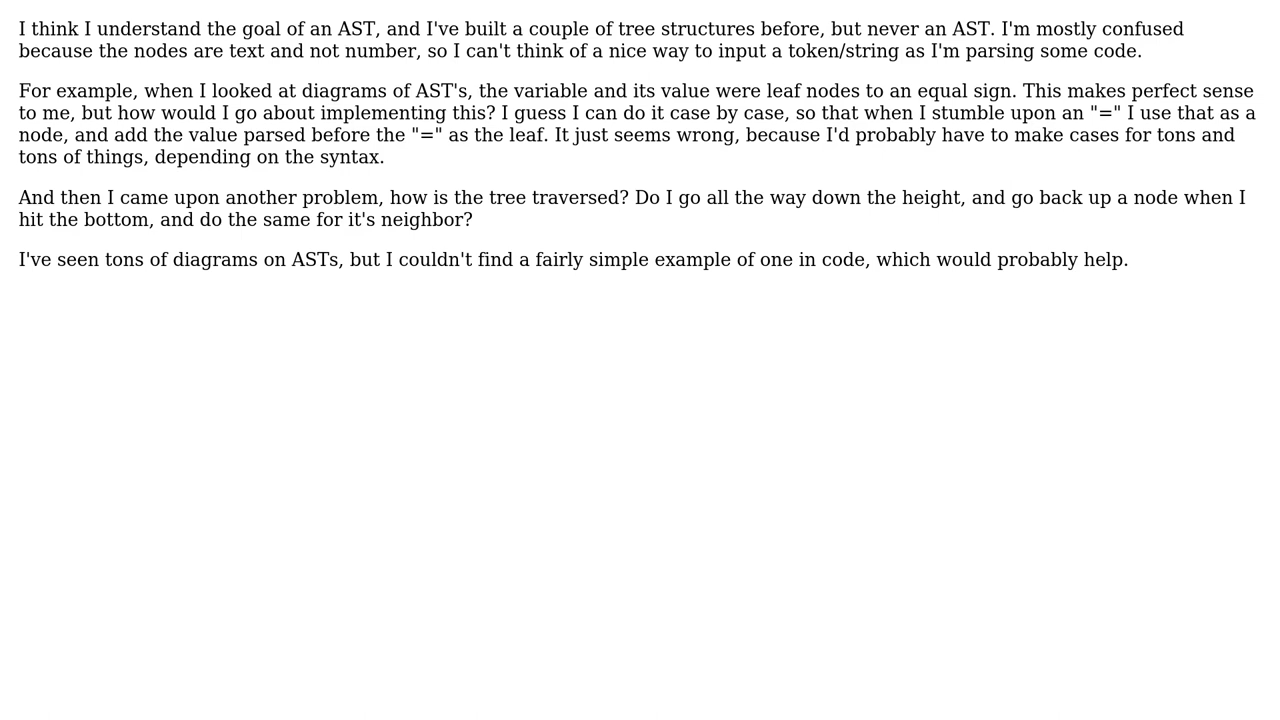 I think I understand the goal of an AST, and I've built a couple of tree structures before, but never an AST. I'm mostly confused
because the nodes are text and not number, so I can't think of a nice way to input a token/string as I'm parsing some code.
For example, when I looked at diagrams of AST's, the variable and its value were leaf nodes to an equal sign. This makes perfect sense
to me, but how would I go about implementing this? I guess I can do it case by case, so that when I stumble upon an "=" I use that as a
node, and add the value parsed before the "=" as the leaf. It just seems wrong, because I'd probably have to make cases for tons and
tons of things, depending on the syntax.
And then I came upon another problem, how is the tree traversed? Do I go all the way down the height, and go back up a node when I
hit the bottom, and do the same for it's neighbor?
I've seen tons of diagrams on ASTs, but I couldn't find a fairly simple example of one in code, which would probably help.